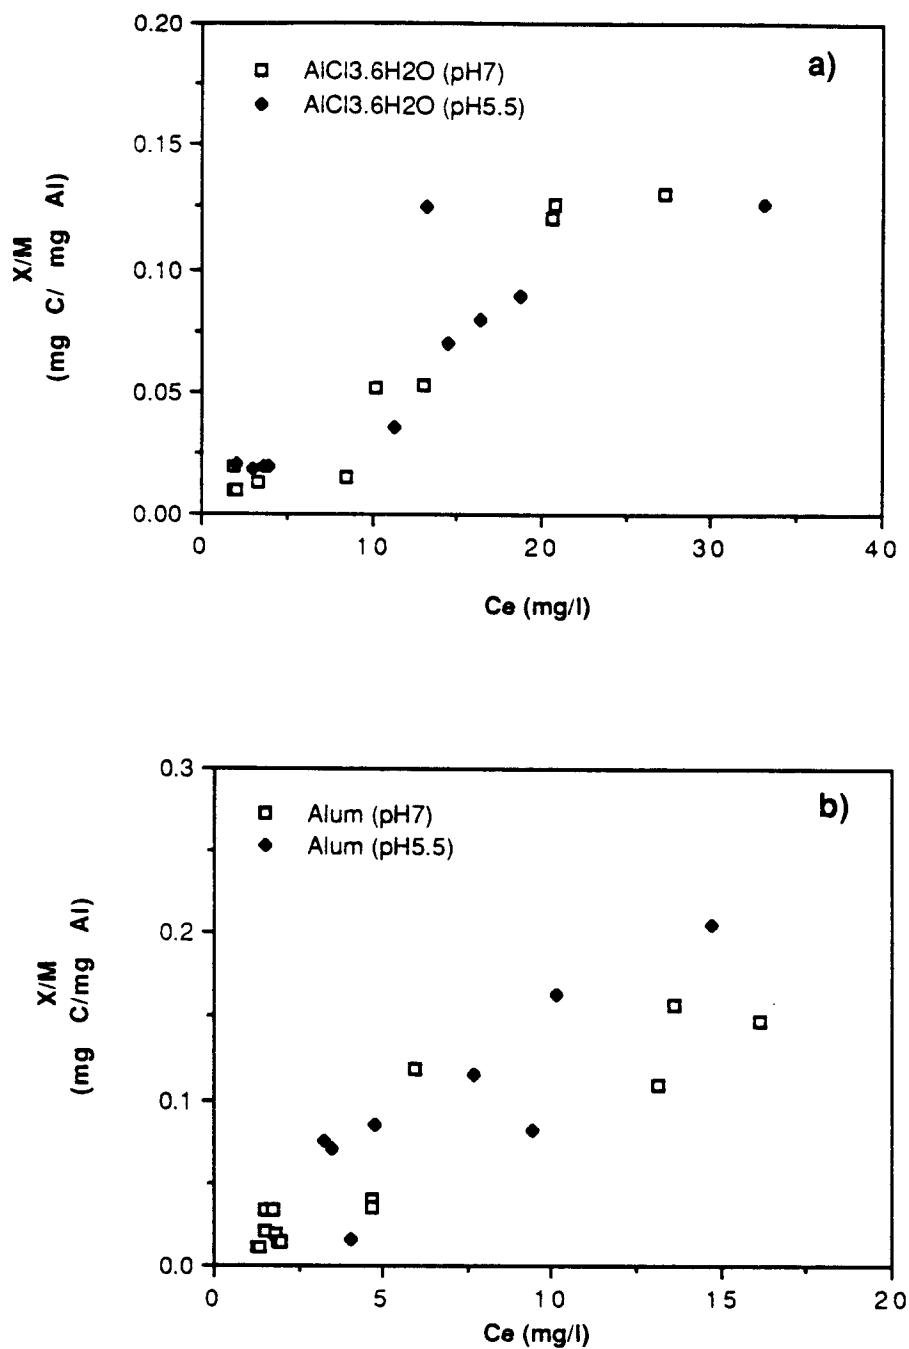 0.20
a)
AlCl3.6H2O (pH7)
AlCl3.6H2O (pH5.5)
0.15
0.10
0.05
0.00
X/M
(mg C/ mg Al)
0
10
20
30
40
Ce (mg/l)
0.3
b)
Alum (pH7)
Alum (pH5.5)
0.2
0.1
0.0
X/M
(mg C/mg Al)
0
5
10
15
20
Ce (mg/l)